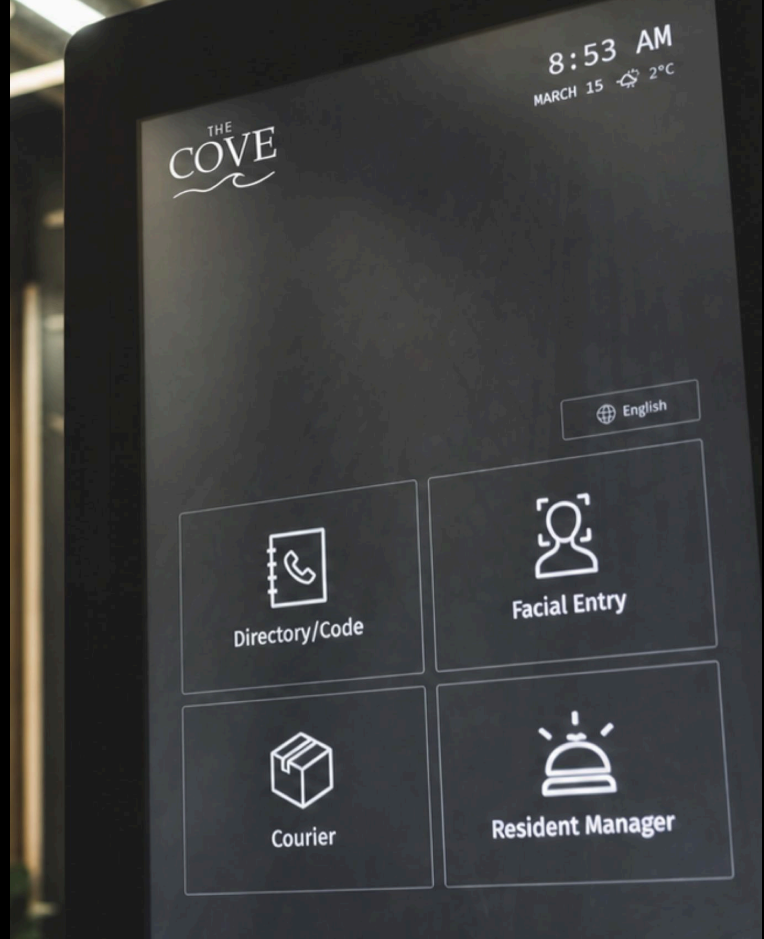 THE
COVE
8:53 AM
MARCH 15 2°C
English
Directory/Code
Facial Entry
Courier
Resident Manager